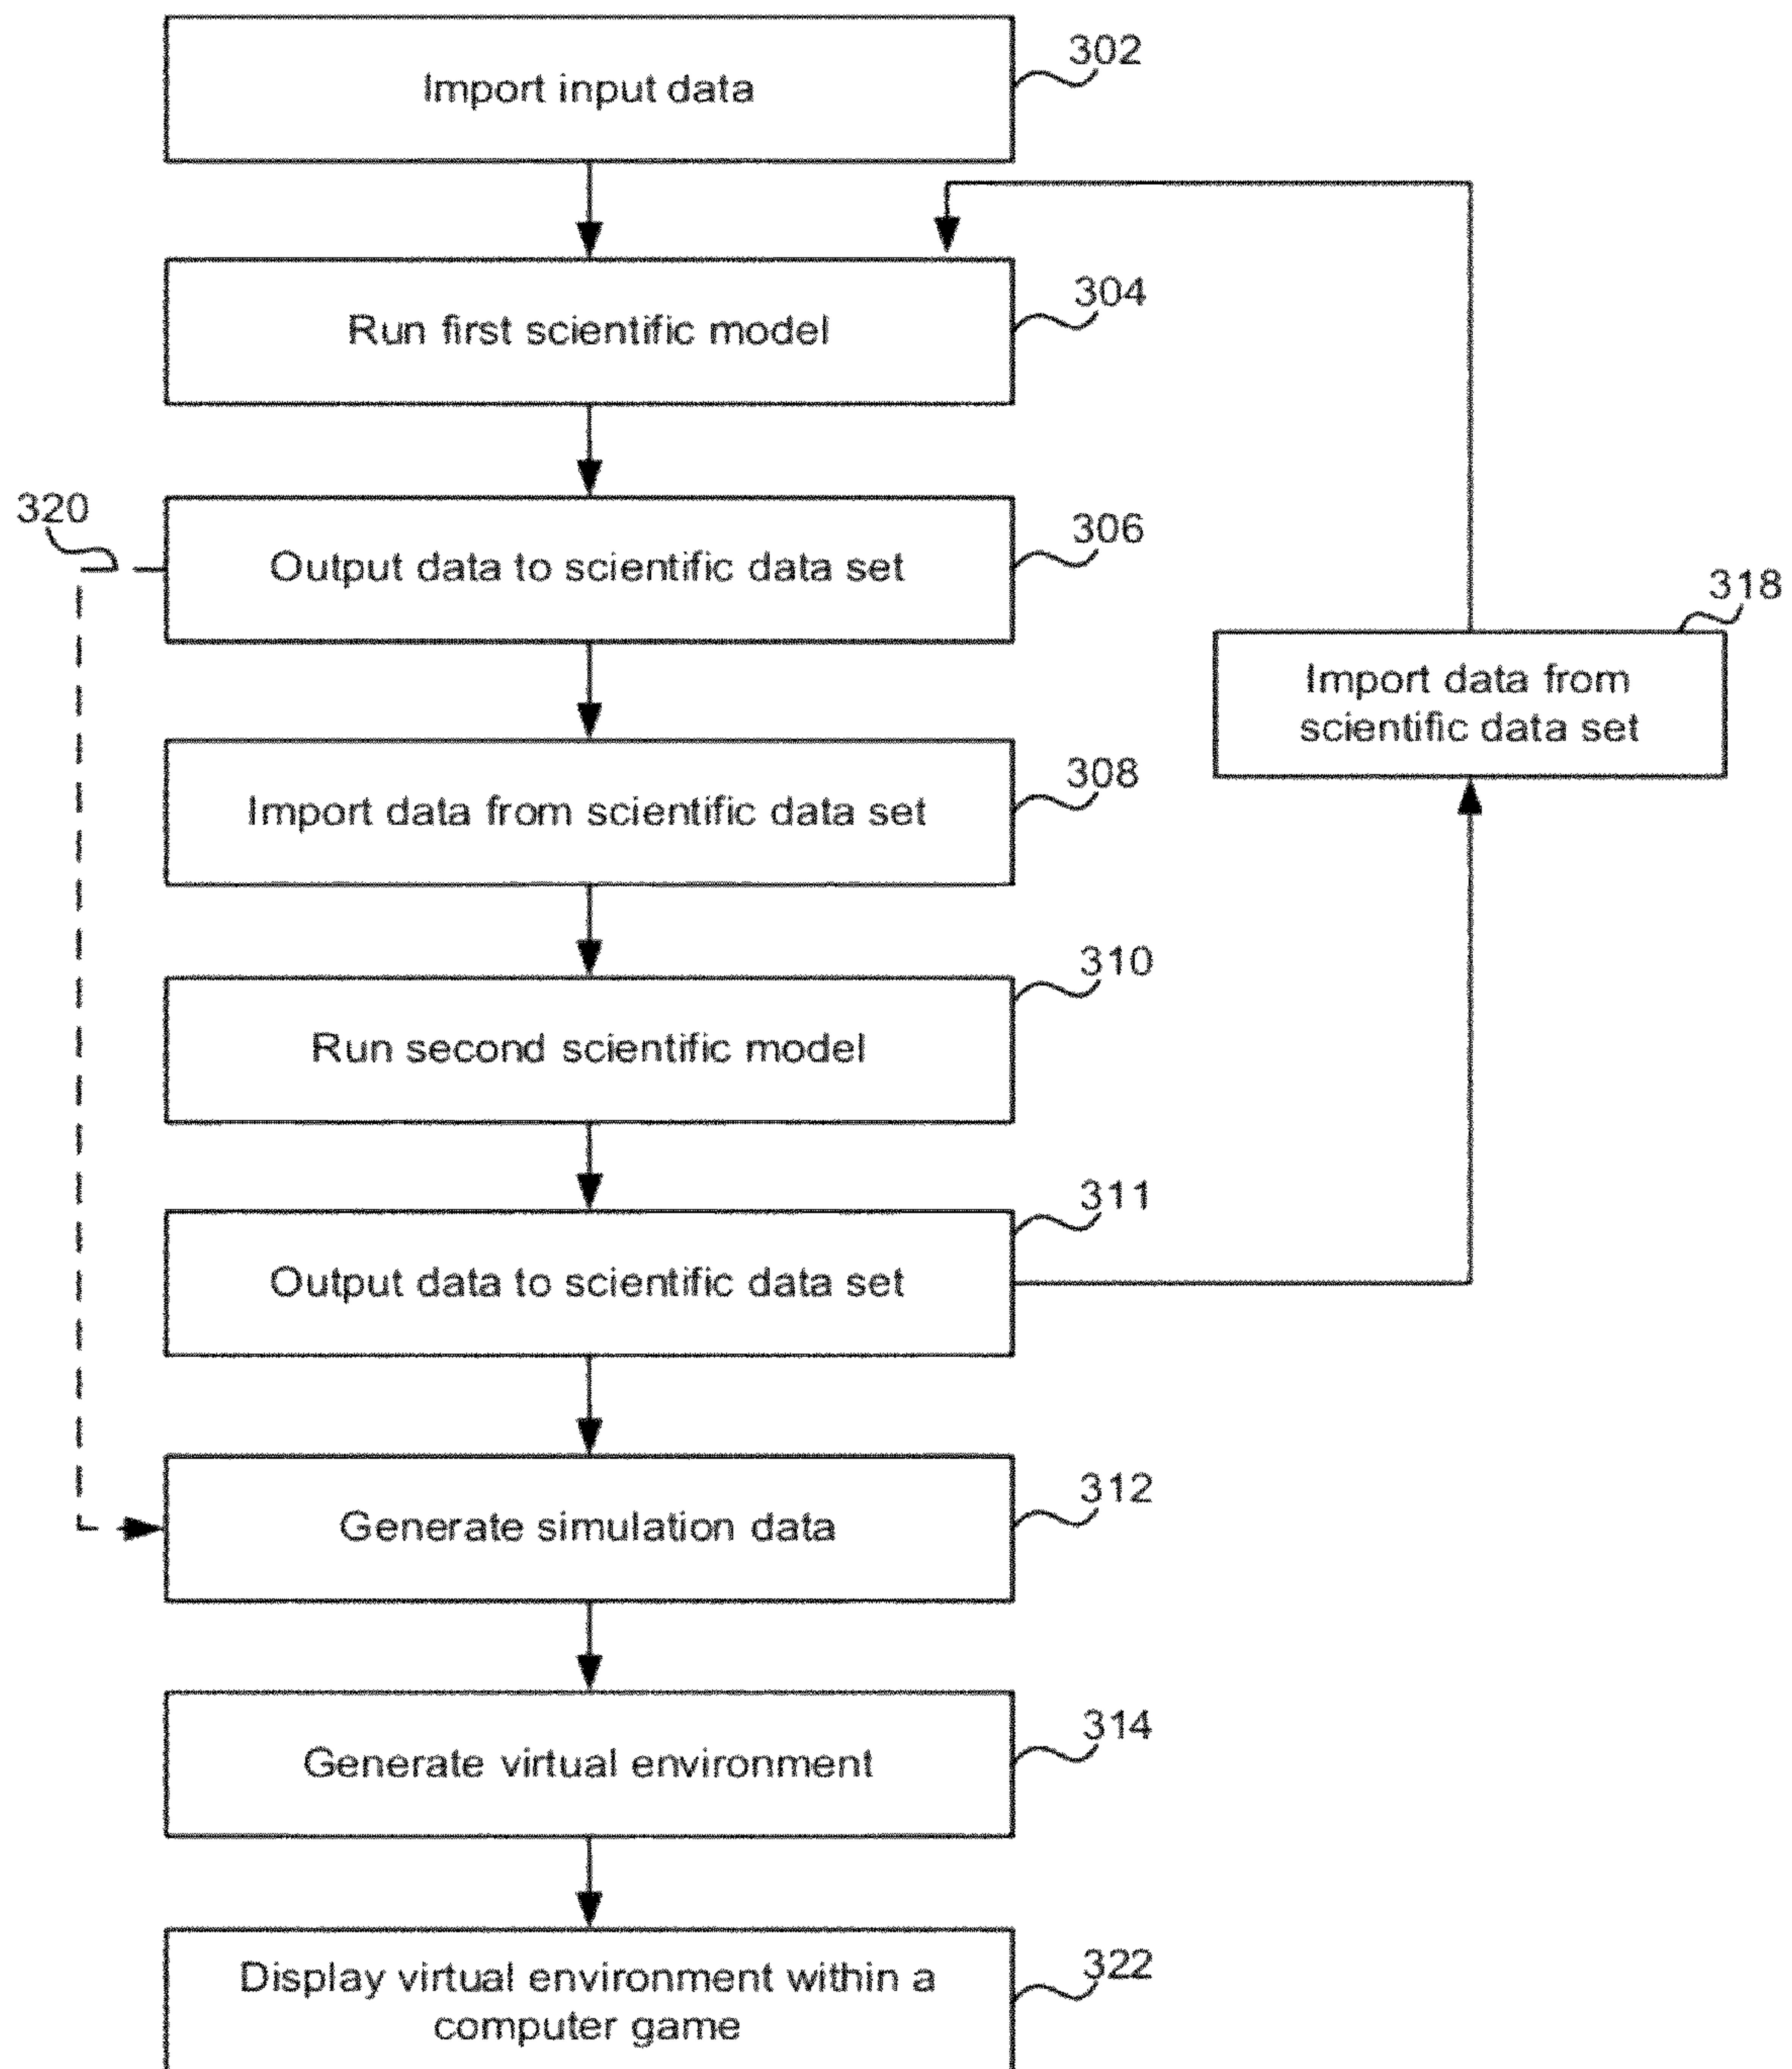 Import input data
302
Run first scientific model
304
320
Output data to scientific data set
306
318
Import data from
scientific data set
Import data from scientific data set
308
Run second scientific model
310
Output data to scientific data set
311
Generate simulation data
312
Generate virtual environment
314
Display virtual environment within a
computer game
322